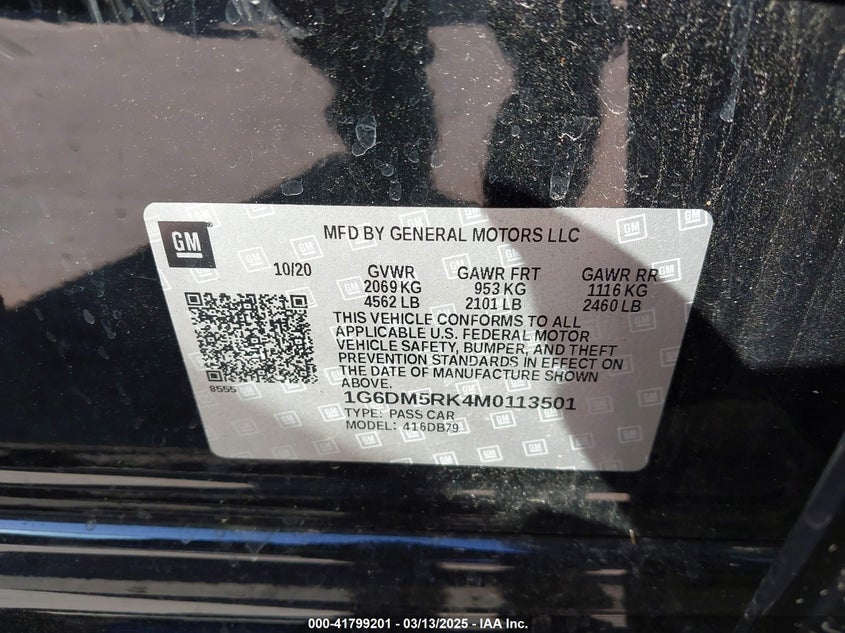 GM
MFD BY GENERAL MOTORS LLC
10/20 GVWR GAWR FRT GAWR RR
2069 KG 953 KG 1116 KG
4562 LB 2101 LB 2460 LB
THIS VEHICLE CONFORMS TO ALL
APPLICABLE U.S. FEDERAL MOTOR
VEHICLE SAFETY, BUMPER, AND THEFT
PREVENTION STANDARDS IN EFFECT ON
THE DATE OF MANUFACTURE SHOWN
ABOVE.
8555
1G6DM5RK4M0113501
TYPE: PASS CAR
MODEL: 416DB79
000-41799201 - 03/13/2025 - IAA Inc.